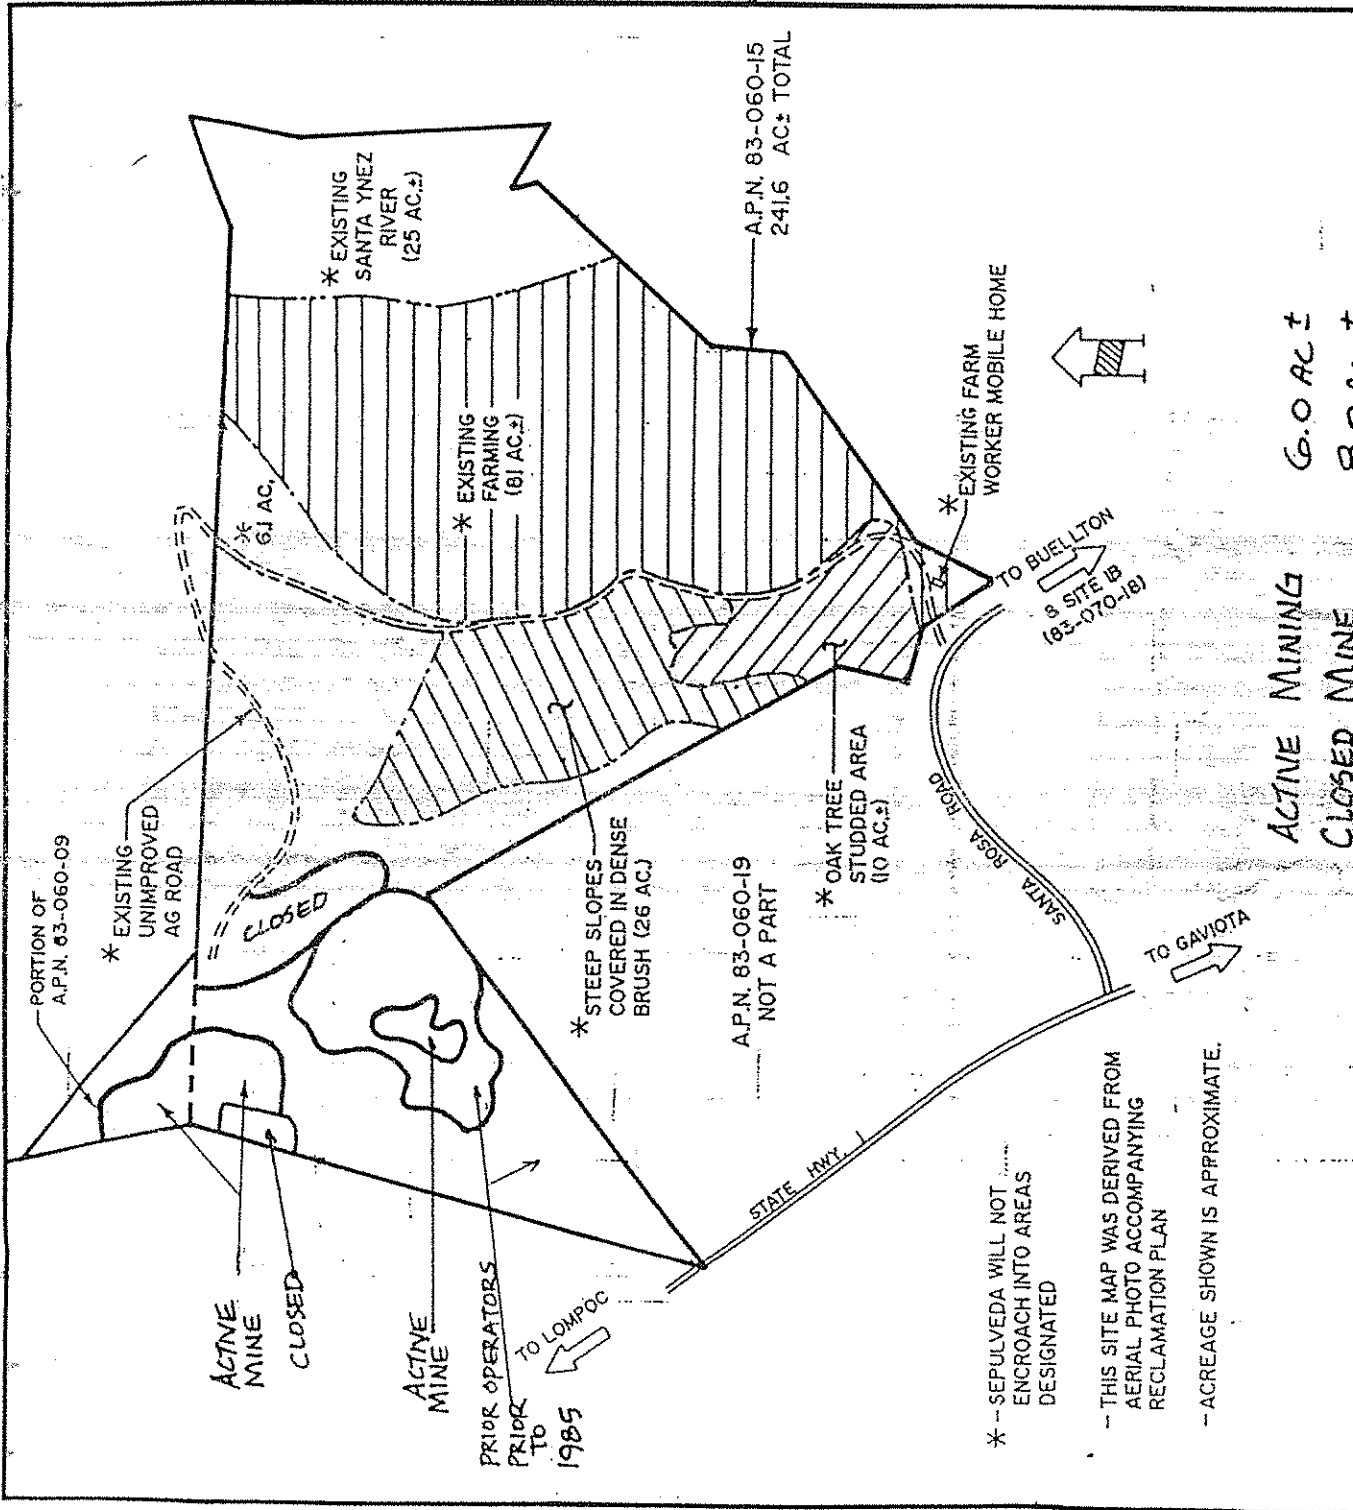 PORTION OF
A.P.N. 83-060-09
* EXISTING
UNIMPROVED
AG ROAD
* EXISTING
SANTA YNEZ
RIVER
(25 AC.±)
A.P.N. 83-060-15
241.6 AC± TOTAL
* 6.1 AC.
* EXISTING
FARMING
(81 AC.±)
* EXISTING FARM
WORKER MOBILE HOME
CLOSED
* STEEP SLOPES
COVERED IN DENSE
BRUSH (26 AC.)
A.P.N. 83-060-19
NOT A PART
* OAK TREE
STUDDED AREA
(10 AC.±)
TO BUELLTON
& SITE 1B
(83-070-18)
SANTA ROSA ROAD
TO GAVIOTA
STATE HWY. 1
TO LOMPOC
ACTIVE
MINE
CLOSED
ACTIVE
MINE
PRIOR OPERATORS
PRIOR
TO
1985
* - SEPULVEDA WILL NOT
ENCROACH INTO AREAS
DESIGNATED
- THIS SITE MAP WAS DERIVED FROM
AERIAL PHOTO ACCOMPANYING
RECLAMATION PLAN
- ACREAGE SHOWN IS APPROXIMATE.
ACTIVE MINING 6.0 AC ±
CLOSED MINE